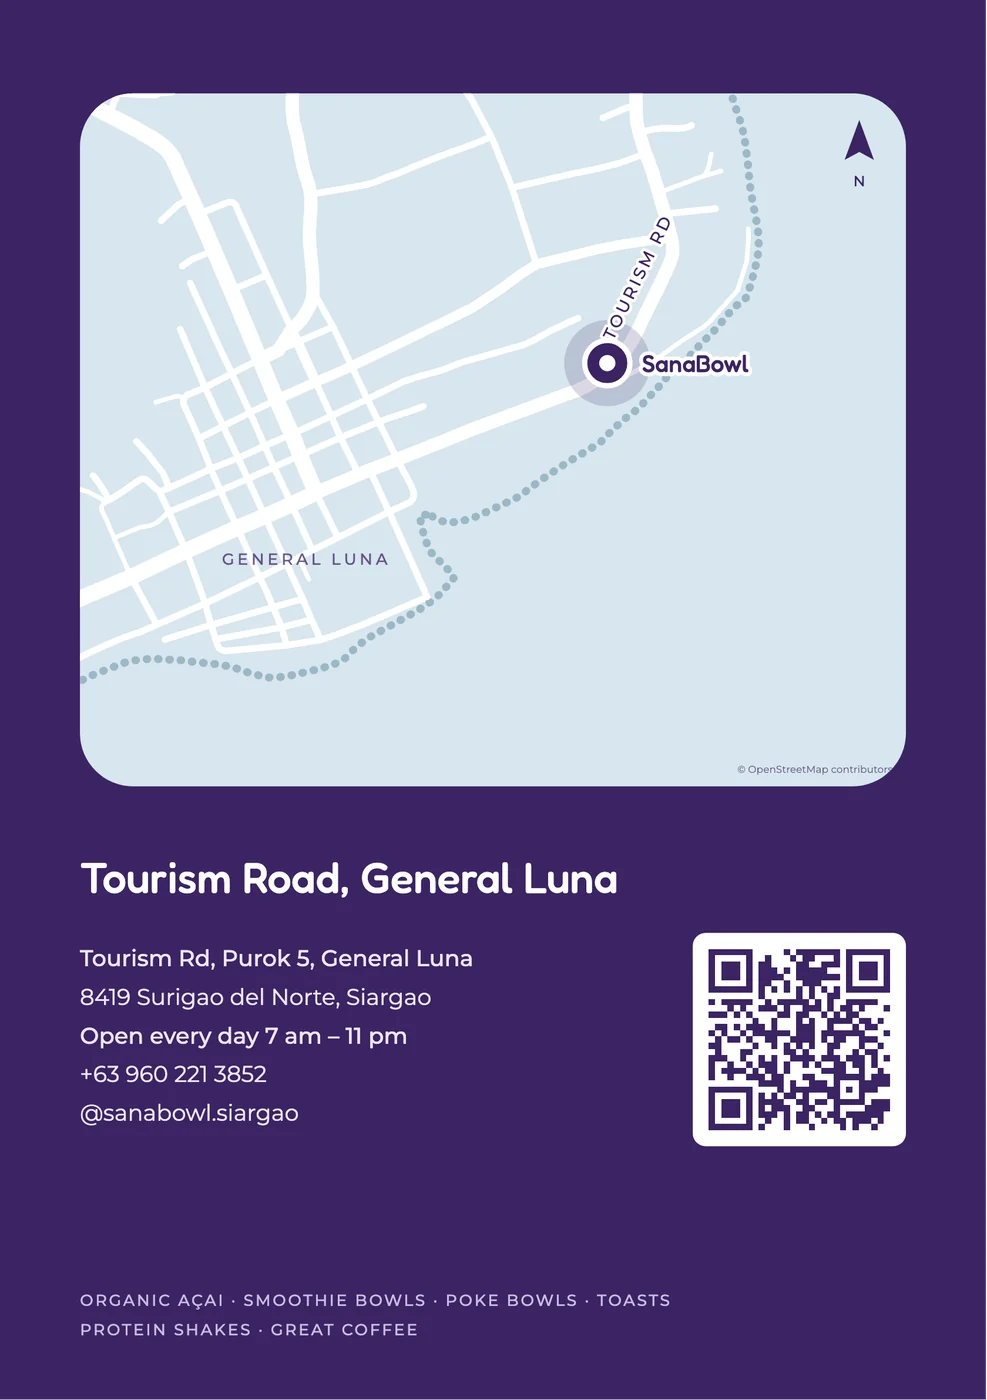 N
TOURISM RD
SanaBowl
GENERAL LUNA
© OpenStreetMap contributors
Tourism Road, General Luna
Tourism Rd, Purok 5, General Luna
8419 Surigao del Norte, Siargao
Open every day 7 am – 11 pm
+63 960 221 3852
@sanabowl.siargao
ORGANIC AÇAI · SMOOTHIE BOWLS · POKE BOWLS · TOASTS
PROTEIN SHAKES · GREAT COFFEE